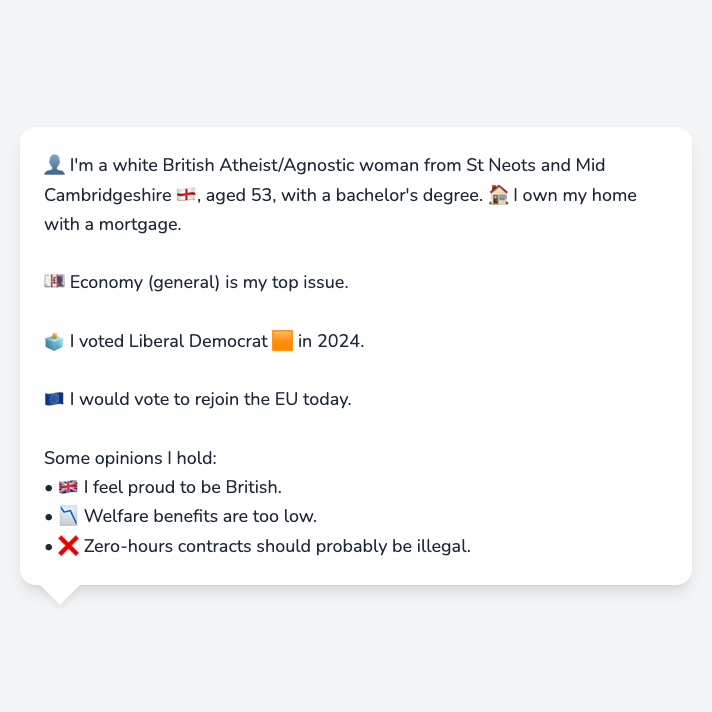 👤 I'm a white British Atheist/Agnostic woman from St Neots and Mid
Cambridgeshire 🏴󠁧󠁢󠁥󠁮󠁧󠁿, aged 53, with a bachelor's degree. 🏠 I own my home
with a mortgage.
💷 Economy (general) is my top issue.
🗳️ I voted Liberal Democrat 🟧 in 2024.
🇪🇺 I would vote to rejoin the EU today.
Some opinions I hold:
• 🇬🇧 I feel proud to be British.
• 📉 Welfare benefits are too low.
• ❌ Zero-hours contracts should probably be illegal.